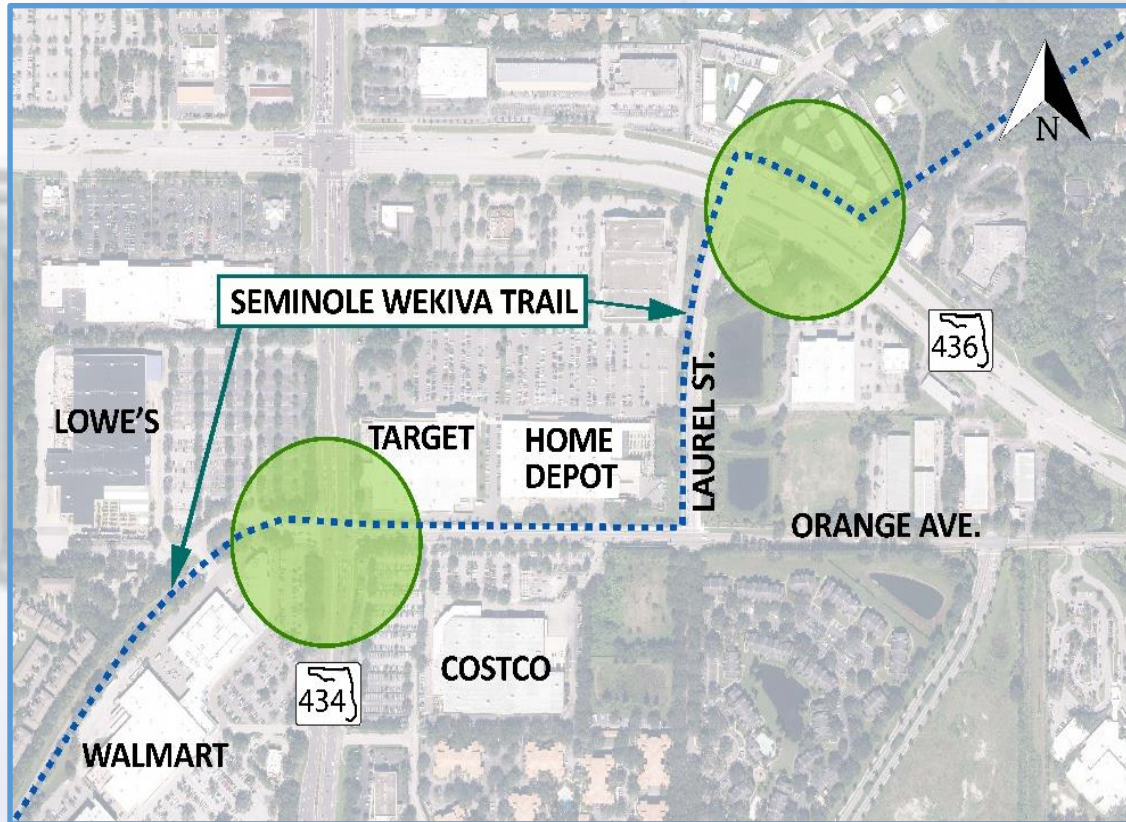 N
SEMINOLE WEKIVA TRAIL
436
LAUREL ST.
LOWE'S
TARGET
HOME
DEPOT
ORANGE AVE.
COSTCO
434
WALMART